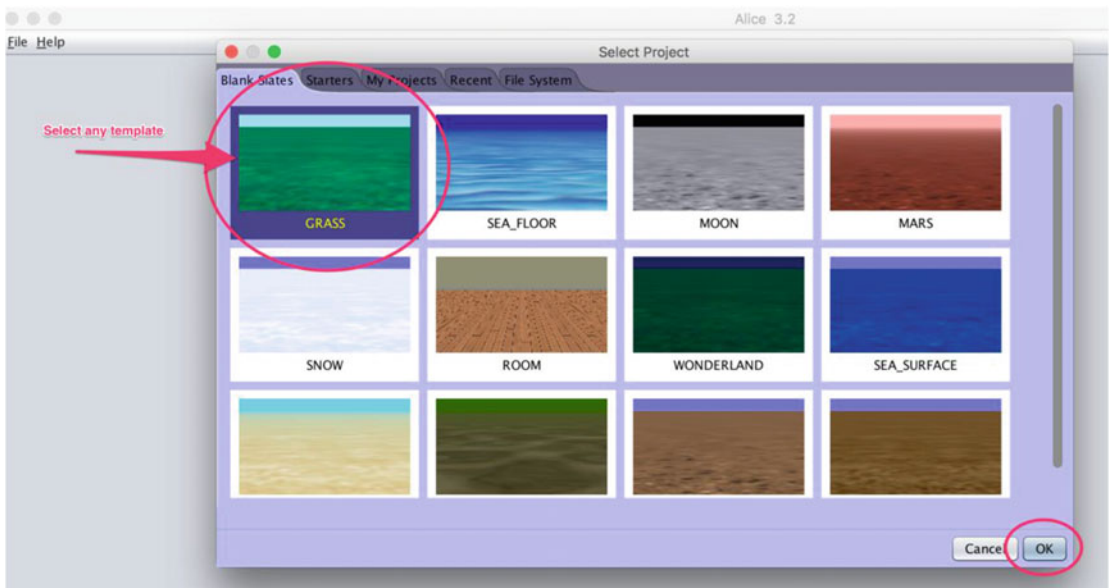 Alice 3.2
File Help
Select Project
Blank Slates Starters My Projects Recent File System
Select any template
GRASS SEA_FLOOR MOON MARS
SNOW ROOM WONDERLAND SEA_SURFACE
Cancel OK